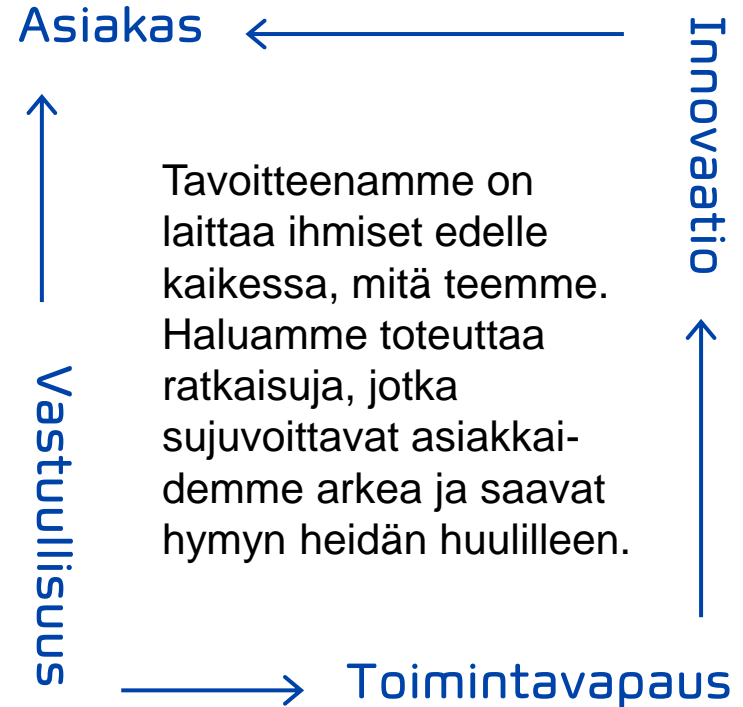 Asiakas
Innovaatio
Tavoitteenamme on
laittaa ihmiset edelle
kaikessa, mitä teemme.
Haluamme toteuttaa
ratkaisuja, jotka
sujuvoittavat asiakkai-
demme arkea ja saavat
hymyn heidän huulilleen.
Vastuullisuus
Toimintavapaus